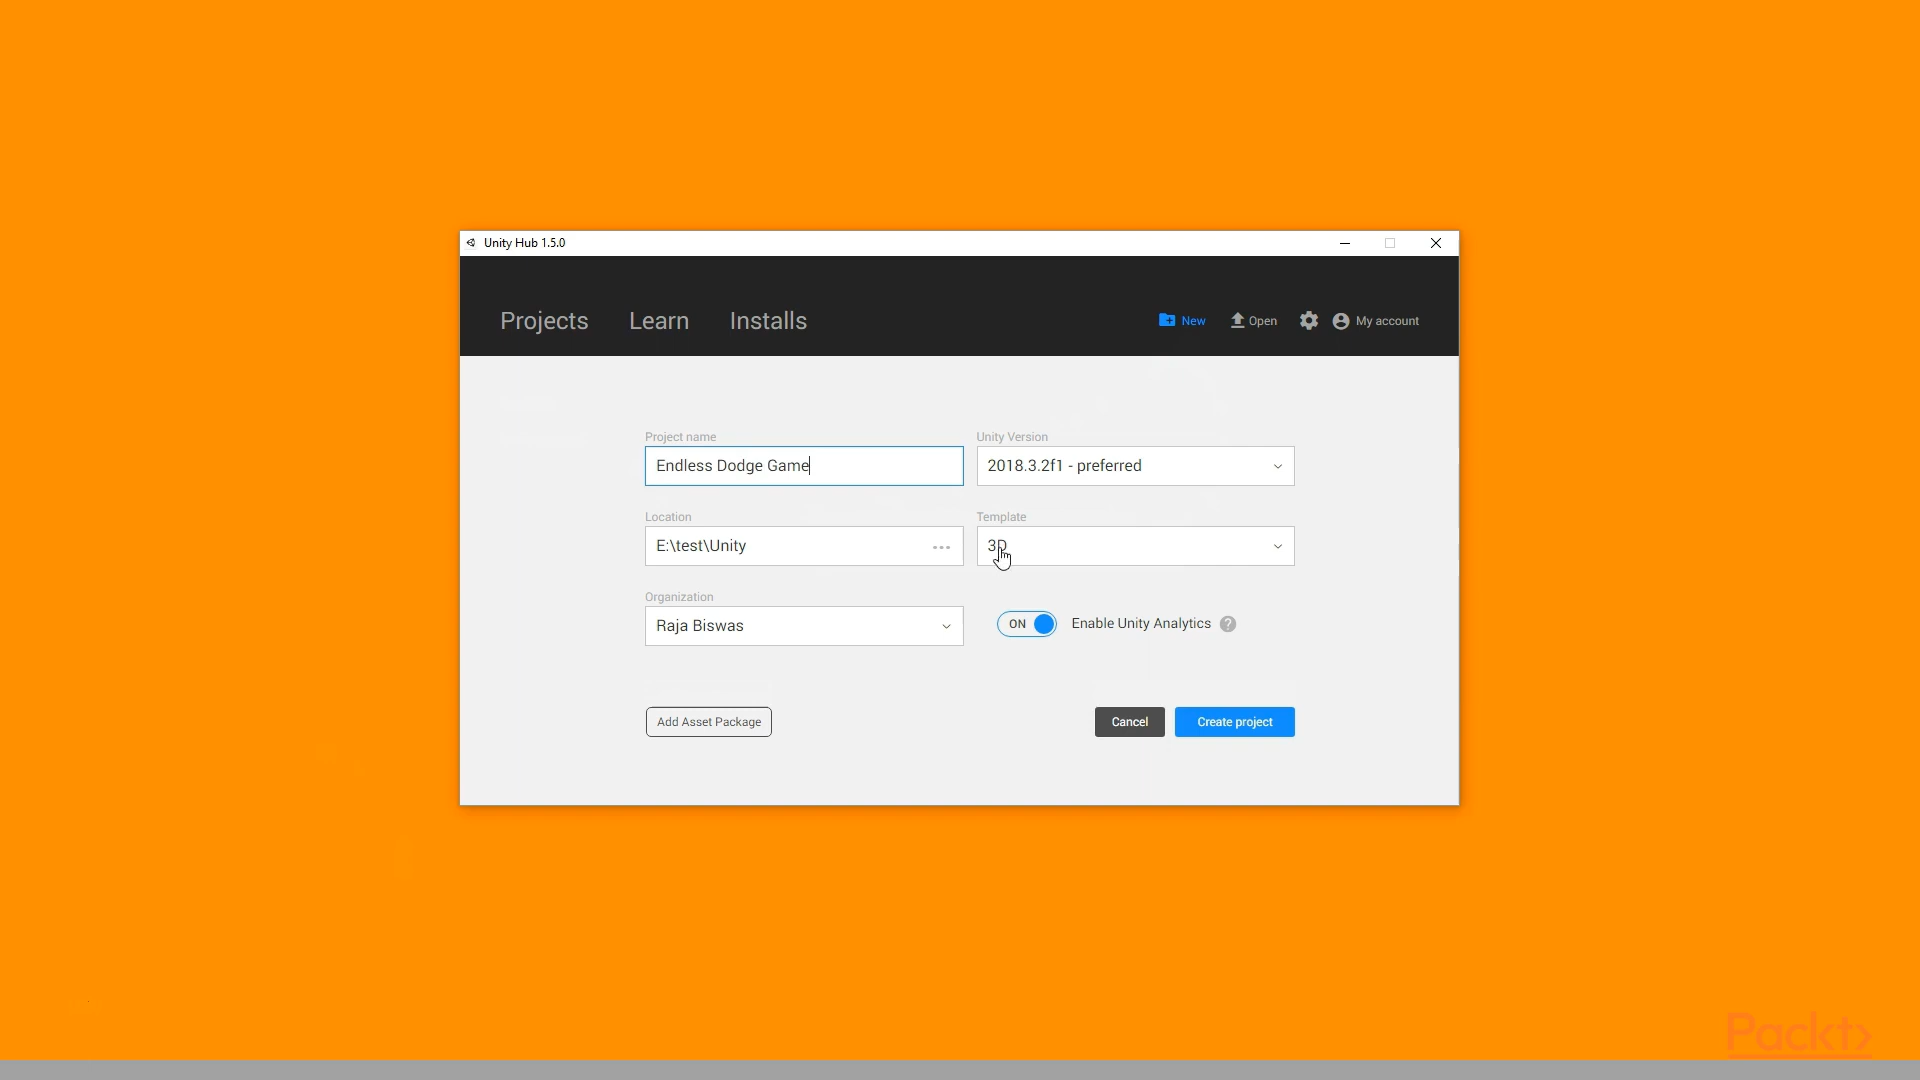 Unity Hub 1.5.0
Projects Learn Installs New Open My account
Project name Unity Version
Endless Dodge Game 2018.3.2f1 - preferred
Location Template
E:\test\Unity ... 3D
Organization
Raja Biswas ON Enable Unity Analytics ?
Add Asset Package Cancel Create project
Packt>